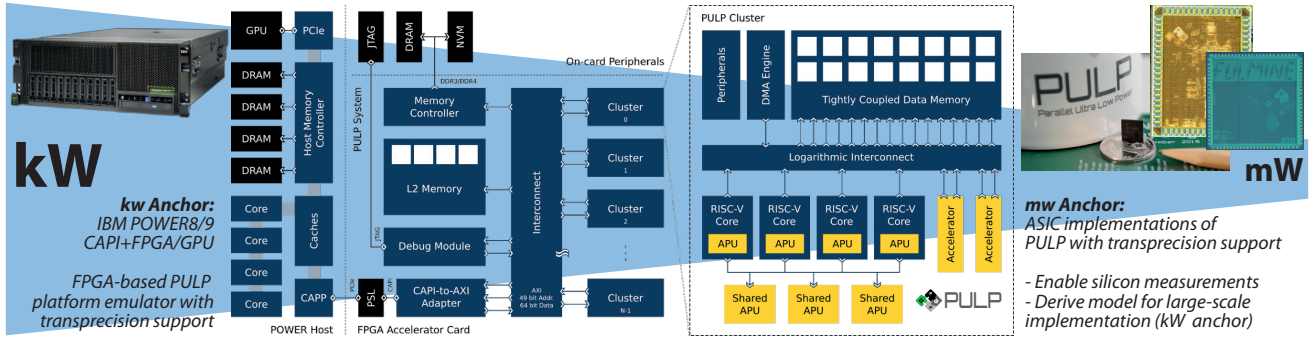 kW
kw Anchor:
IBM POWER8/9
CAPI+FPGA/GPU
FPGA-based PULP
platform emulator with
transprecision support
GPU
PCIe
DRAM
DRAM
DRAM
DRAM
Host Memory
Controller
Core
Core
Core
Core
Caches
CAPP
POWER Host
PCIe
PSL
CAPI
FPGA Accelerator Card
JTAG
DRAM
NVM
DDR3/DDR4
On-card Peripherals
PULP System
Memory
Controller
L2 Memory
JTAG
Debug Module
CAPI-to-AXI
Adapter
Interconnect
AXI
49 bit Addr.
64 bit Data
Cluster
0
Cluster
1
Cluster
2
Cluster
N-1
PULP Cluster
Peripherals
DMA Engine
Tightly Coupled Data Memory
Logarithmic Interconnect
RISC-V
Core
APU
RISC-V
Core
APU
RISC-V
Core
APU
RISC-V
Core
APU
Accelerator
Accelerator
Shared
APU
Shared
APU
Shared
APU
PULP
PULP
Parallel Ultra Low Power
FULMINE
mW
mw Anchor:
ASIC implementations of
PULP with transprecision support
- Enable silicon measurements
- Derive model for large-scale
implementation (kW anchor)